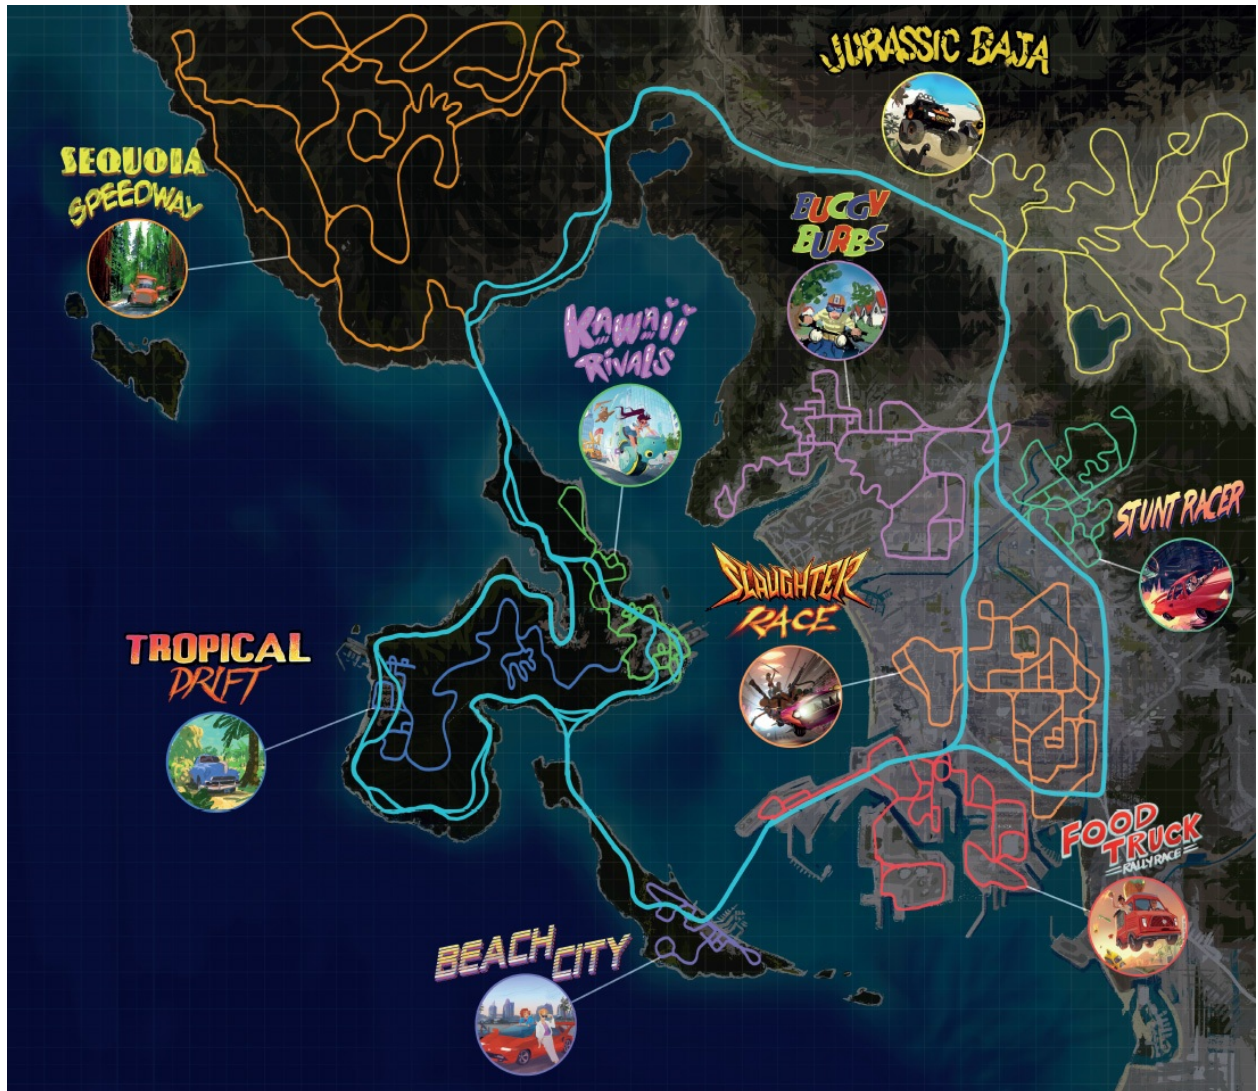 JURASSIC BAJA
SEQUOIA
SPEEDWAY
BUGGY
BURBS
KAWAII
RIVALS
STUNT RACER
SLAUGHTER
RACE
TROPICAL
DRIFT
FOOD
TRUCK
RALLY RACE
BEACH CITY